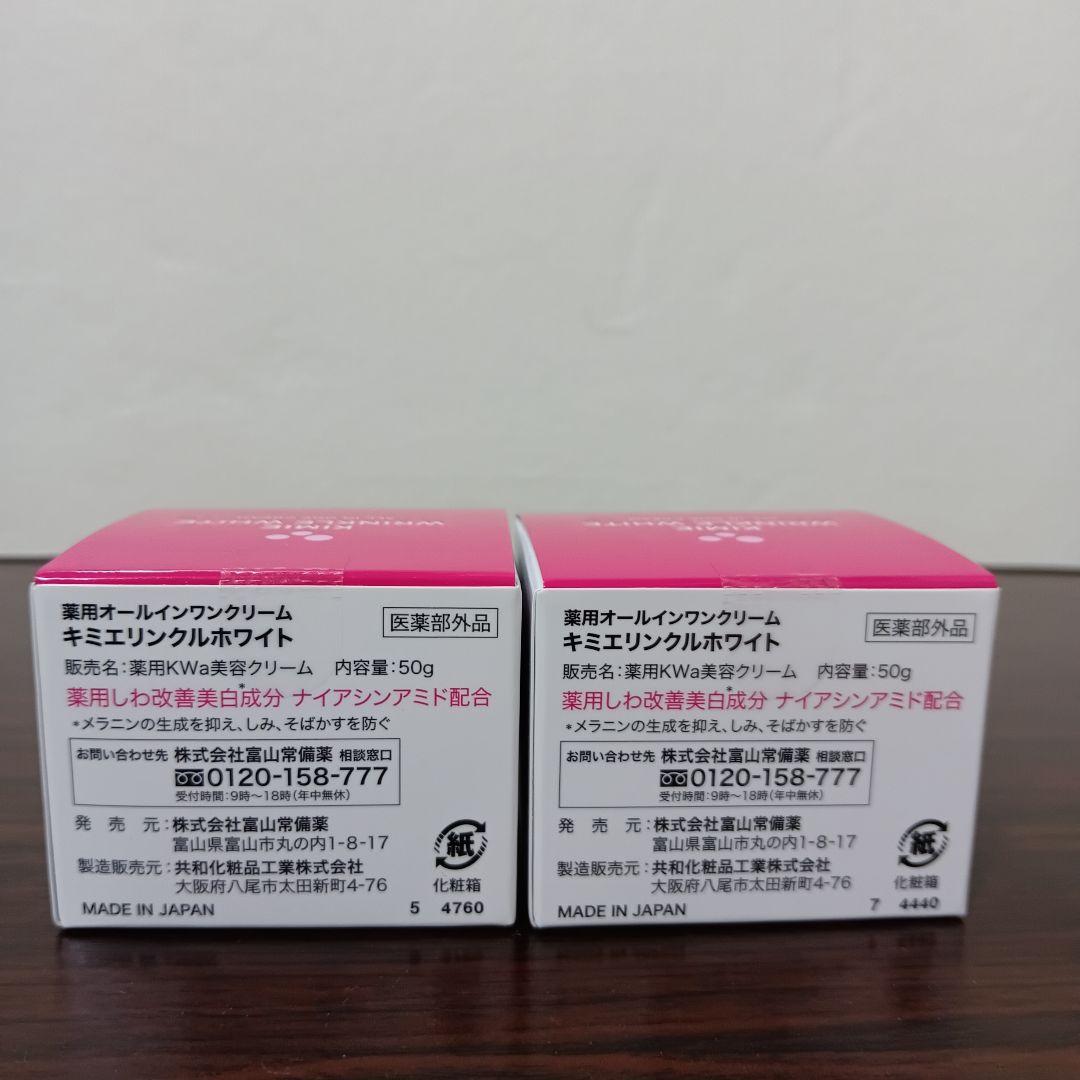 KIMIE
WRINKLE WHITE
薬用オールインワンクリーム
キミエリンクルホワイト
医薬部外品
販売名：薬用KWa美容クリーム 内容量：50g
薬用しわ改善美白*成分 ナイアシンアミド配合
*メラニンの生成を抑え、しみ、そばかすを防ぐ
お問い合わせ先 株式会社富山常備薬 相談窓口
0120-158-777
受付時間：9時〜18時（年中無休）
発売元：株式会社富山常備薬
富山県富山市丸の内1-8-17
製造販売元：共和化粧品工業株式会社
大阪府八尾市太田新町4-76
紙
化粧箱
MADE IN JAPAN
5 4760
KIMIE
WRINKLE WHITE
薬用オールインワンクリーム
キミエリンクルホワイト
医薬部外品
販売名：薬用KWa美容クリーム 内容量：50g
薬用しわ改善美白*成分 ナイアシンアミド配合
*メラニンの生成を抑え、しみ、そばかすを防ぐ
お問い合わせ先 株式会社富山常備薬 相談窓口
0120-158-777
受付時間：9時〜18時（年中無休）
発売元：株式会社富山常備薬
富山県富山市丸の内1-8-17
製造販売元：共和化粧品工業株式会社
大阪府八尾市太田新町4-76
紙
化粧箱
MADE IN JAPAN
7 4440